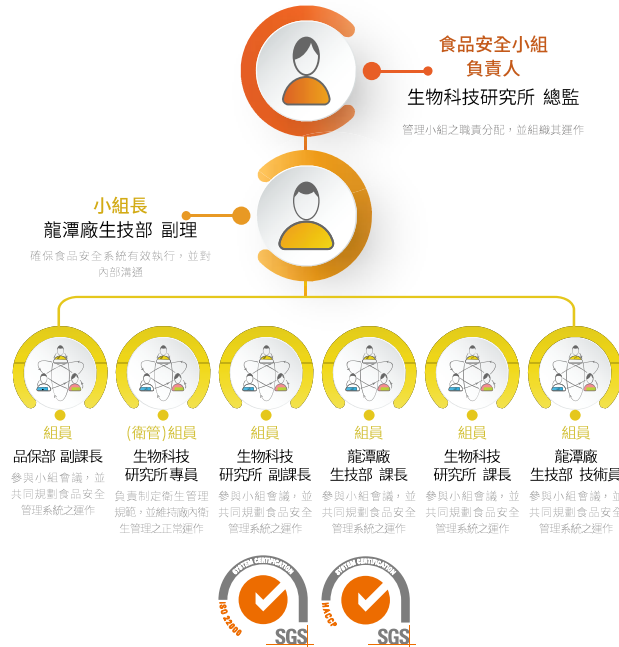 食品安全小組
負責人
生物科技研究所 總監
管理小組之職責分配，並組織其運作
小組長
龍潭廠生技部 副理
確保食品安全系統有效執行，並對
內部溝通
組員
品保部 副課長
參與小組會議，並
共同規劃食品安全
管理系統之運作
(衛管)組員
生物科技
研究所專員
負責制定衛生管理
規範，並維持廠內衛
生管理之正常運作
組員
生物科技
研究所 副課長
參與小組會議，並
共同規劃食品安全
管理系統之運作
組員
龍潭廠
生技部 課長
參與小組會議，並
共同規劃食品安全
管理系統之運作
組員
生物科技
研究所 課長
參與小組會議，並
共同規劃食品安全
管理系統之運作
組員
龍潭廠
生技部 技術員
參與小組會議，並
共同規劃食品安全
管理系統之運作
SYSTEM CERTIFICATION
ISO 22000
SGS
SYSTEM CERTIFICATION
HACCP
SGS